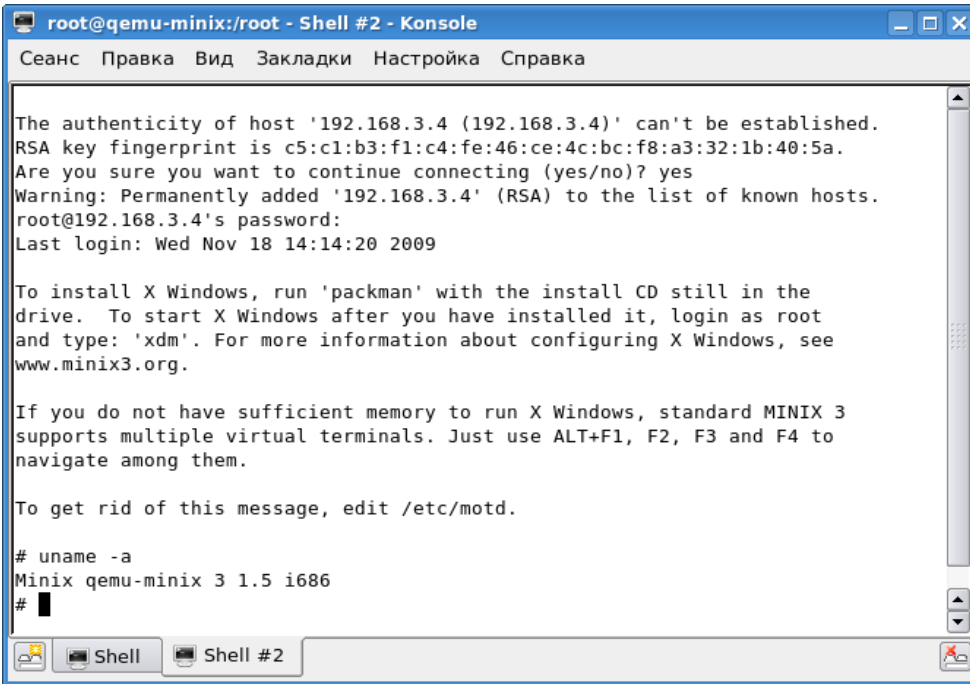 root@qemu-minix:/root - Shell #2 - Konsole
Сеанс Правка Вид Закладки Настройка Справка
The authenticity of host '192.168.3.4 (192.168.3.4)' can't be established.
RSA key fingerprint is c5:c1:b3:f1:c4:fe:46:ce:4c:bc:f8:a3:32:1b:40:5a.
Are you sure you want to continue connecting (yes/no)? yes
Warning: Permanently added '192.168.3.4' (RSA) to the list of known hosts.
root@192.168.3.4's password:
Last login: Wed Nov 18 14:14:20 2009
To install X Windows, run 'packman' with the install CD still in the
drive.  To start X Windows after you have installed it, login as root
and type: 'xdm'. For more information about configuring X Windows, see
www.minix3.org.
If you do not have sufficient memory to run X Windows, standard MINIX 3
supports multiple virtual terminals. Just use ALT+F1, F2, F3 and F4 to
navigate among them.
To get rid of this message, edit /etc/motd.
# uname -a
Minix qemu-minix 3 1.5 i686
#
Shell Shell #2